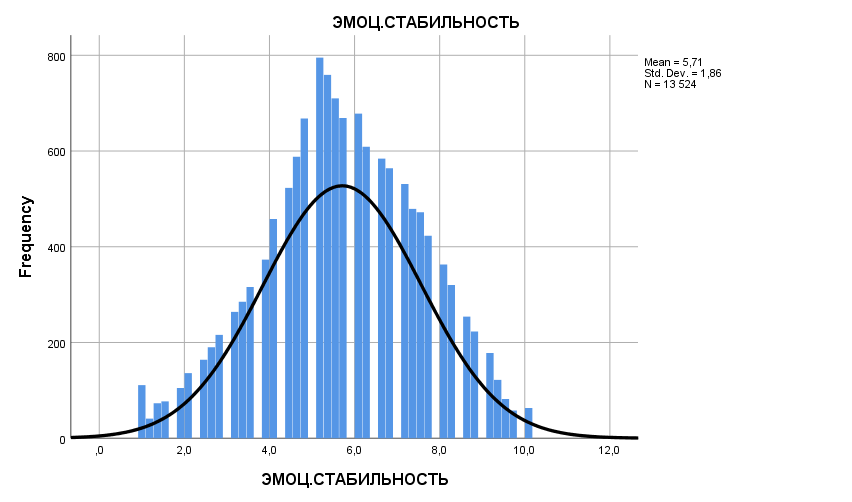 ЭМОЦ.СТАБИЛЬНОСТЬ
Mean = 5,71
Std. Dev. = 1,86
N = 13 524
800
600
400
200
0
Frequency
,0
2,0
4,0
6,0
8,0
10,0
12,0
ЭМОЦ.СТАБИЛЬНОСТЬ